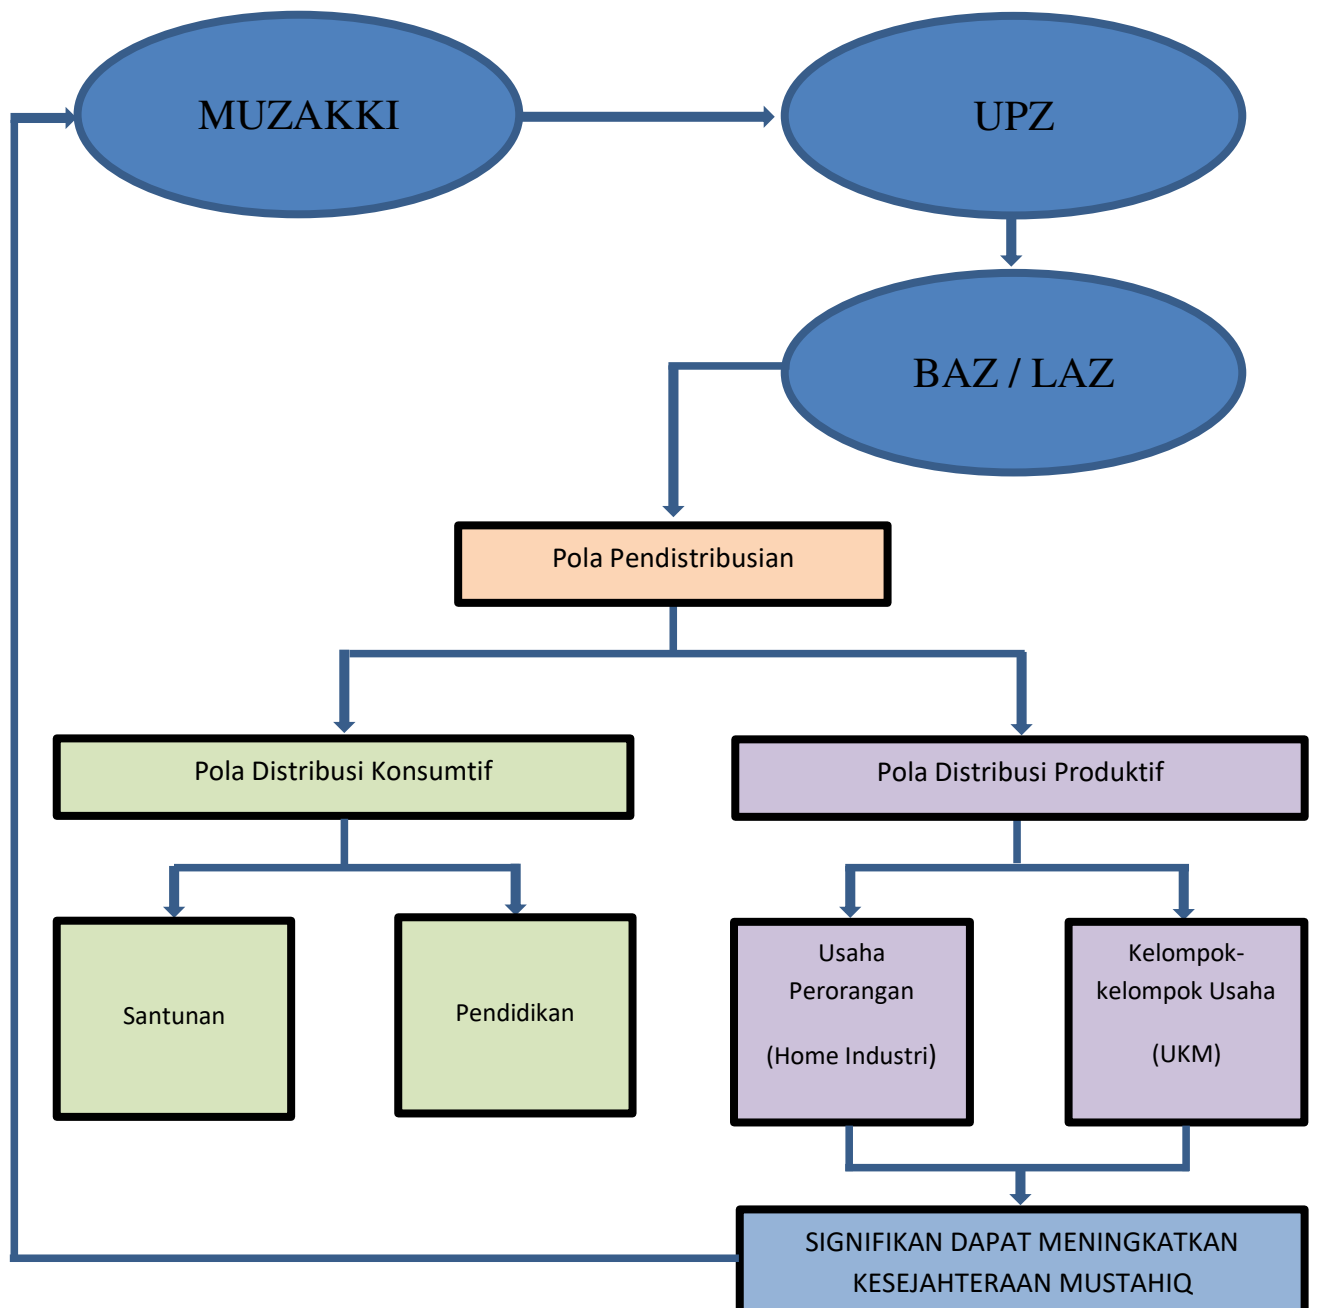 MUZAKKI
UPZ
BAZ / LAZ
Pola Pendistribusian
Pola Distribusi Konsumtif
Pola Distribusi Produktif
Santunan
Pendidikan
Usaha
Perorangan
(Home Industri)
Kelompok-
kelompok Usaha
(UKM)
SIGNIFIKAN DAPAT MENINGKATKAN
KESEJAHTERAAN MUSTAHIQ